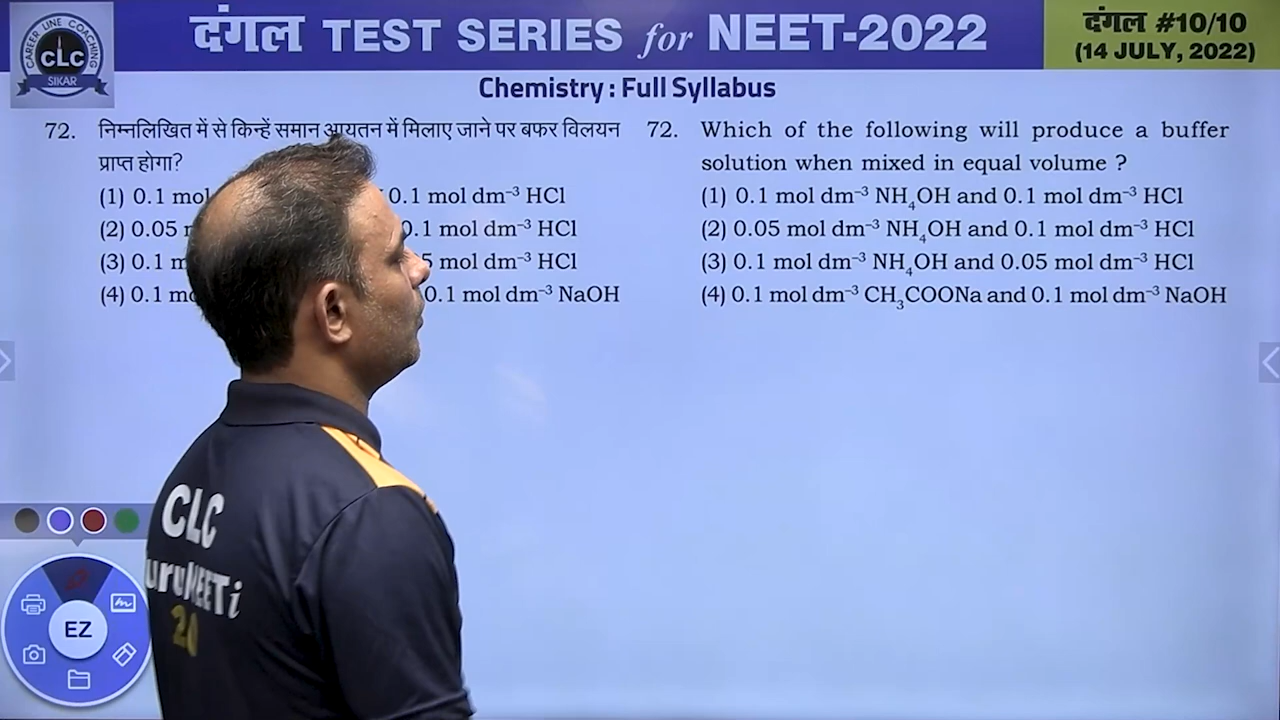 दंगल TEST SERIES for NEET-2022
दंगल #10/10
(14 JULY, 2022)
CAREER LINE COACHING
CLC
SIKAR
Chemistry : Full Syllabus
72. निम्नलिखित में से किन्हें समान आयतन में मिलाए जाने पर बफर विलयन
प्राप्त होगा?
(1) 0.1 mol 0.1 mol dm⁻³ HCl
(2) 0.05 0.1 mol dm⁻³ HCl
(3) 0.1 mol dm⁻³ HCl
(4) 0.1 0.1 mol dm⁻³ NaOH
72. Which of the following will produce a buffer
solution when mixed in equal volume ?
(1) 0.1 mol dm⁻³ NH₄OH and 0.1 mol dm⁻³ HCl
(2) 0.05 mol dm⁻³ NH₄OH and 0.1 mol dm⁻³ HCl
(3) 0.1 mol dm⁻³ NH₄OH and 0.05 mol dm⁻³ HCl
(4) 0.1 mol dm⁻³ CH₃COONa and 0.1 mol dm⁻³ NaOH
CLC
20
EZ